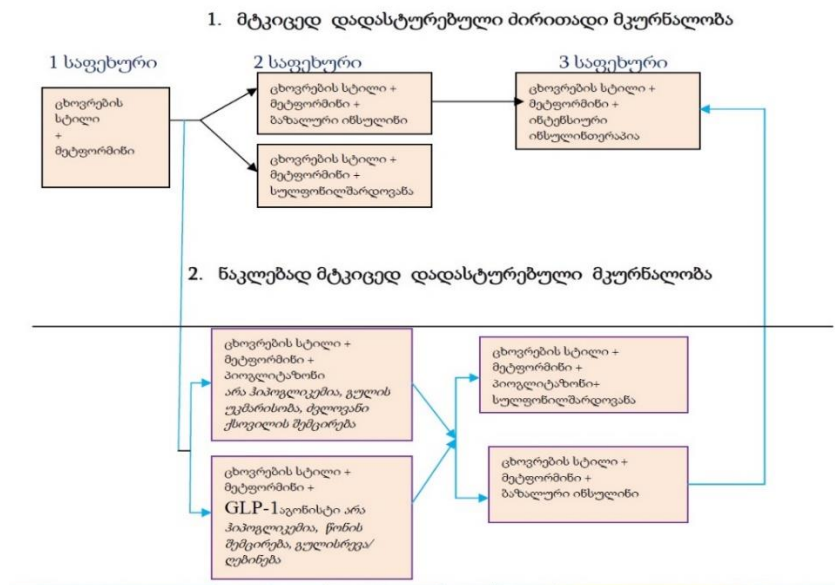 1. მტკიცედ დადასტურებული ძირითადი მკურნალობა
1 საფეხური
2 საფეხური
3 საფეხური
ცხოვრების
სტილი
+
მეტფორმინი
ცხოვრების სტილი +
მეტფორმინი +
ბაზალური ინსულინი
ცხოვრების სტილი +
მეტფორმინი +
სულფონილშარდოვანა
ცხოვრების სტილი +
მეტფორმინი +
ინტენსიური
ინსულინთერაპია
2. ნაკლებად მტკიცედ დადასტურებული მკურნალობა
ცხოვრების სტილი +
მეტფორმინი +
პიოგლიტაზონი
არა ჰიპოგლიკემია, გულის
უკმარისობა, ძვლოვანი
ქსოვილის შემცირება
ცხოვრების სტილი +
მეტფორმინი +
GLP-1აგონისტი არა
ჰიპოგლიკემია, წონის
შემცირება, გულისრევა/
ღებინება
ცხოვრების სტილი +
მეტფორმინი +
პიოგლიტაზონი+
სულფონილშარდოვანა
ცხოვრების სტილი +
მეტფორმინი +
ბაზალური ინსულინი